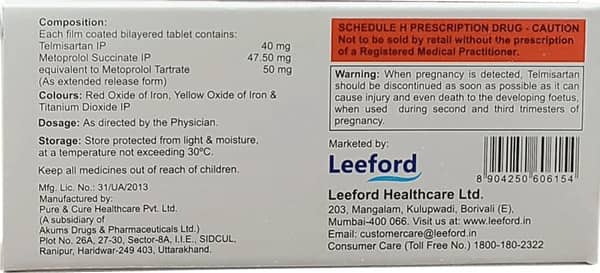 Composition:
Each film coated bilayered tablet contains:
Telmisartan IP 40 mg
Metoprolol Succinate IP 47.50 mg
equivalent to Metoprolol Tartrate 50 mg
(As extended release form)
Colours: Red Oxide of Iron, Yellow Oxide of Iron &
Titanium Dioxide IP
Dosage: As directed by the Physician.
Storage: Store protected from light & moisture,
at a temperature not exceeding 30ºC.
Keep all medicines out of reach of children.
Mfg. Lic. No.: 31/UA/2013
Manufactured by:
Pure & Cure Healthcare Pvt. Ltd.
(A subsidiary of
Akums Drugs & Pharmaceuticals Ltd.)
Plot No. 26A, 27-30, Sector-8A, I.I.E., SIDCUL,
Ranipur, Haridwar-249 403, Uttarakhand.
SCHEDULE H PRESCRIPTION DRUG - CAUTION
Not to be sold by retail without the prescription
of a Registered Medical Practitioner.
Warning: When pregnancy is detected, Telmisartan
should be discontinued as soon as possible as it can
cause injury and even death to the developing foetus,
when used during second and third trimesters of
pregnancy.
Marketed by:
Leeford
8 904250 606154
Leeford Healthcare Ltd.
203, Mangalam, Kulupwadi, Borivali (E),
Mumbai-400 066. Visit us at: www.leeford.in
Email: customercare@leeford.in
Consumer Care (Toll Free No.) 1800-180-2322